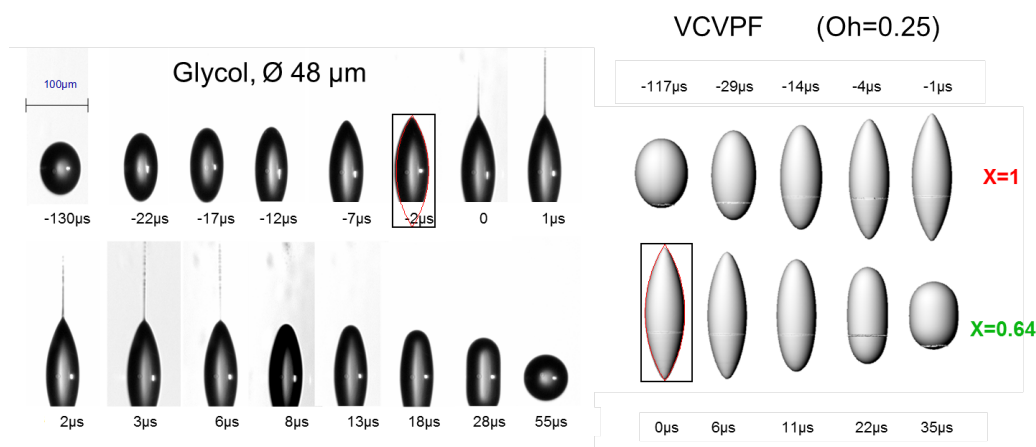 VCVPF (Oh=0.25)
Glycol, Ø 48 µm
100µm
-130µs -22µs -17µs -12µs -7µs -2µs 0 1µs
2µs 3µs 6µs 8µs 13µs 18µs 28µs 55µs
-117µs -29µs -14µs -4µs -1µs
X=1
X=0.64
0µs 6µs 11µs 22µs 35µs